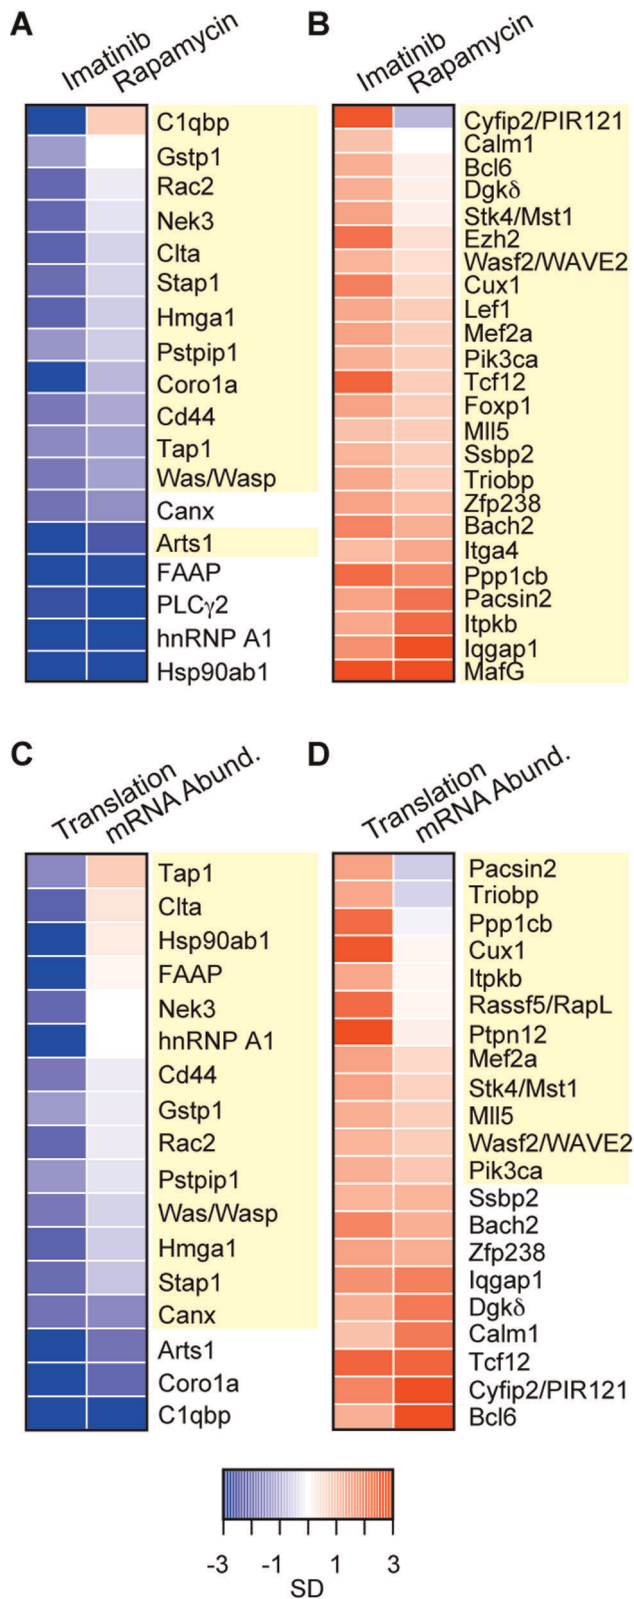 A
Imatinib
Rapamycin
C1qbp
Gstp1
Rac2
Nek3
Clta
Stap1
Hmga1
Pstpip1
Coro1a
Cd44
Tap1
Was/Wasp
Canx
Arts1
FAAP
PLCγ2
hnRNP A1
Hsp90ab1
B
Imatinib
Rapamycin
Cyfip2/PIR121
Calm1
Bcl6
Dgkδ
Stk4/Mst1
Ezh2
Wasf2/WAVE2
Cux1
Lef1
Mef2a
Pik3ca
Tcf12
Foxp1
Mll5
Ssbp2
Triobp
Zfp238
Bach2
Itga4
Ppp1cb
Pacsin2
Itpkb
Iqgap1
MafG
C
Translation
mRNA Abund.
Tap1
Clta
Hsp90ab1
FAAP
Nek3
hnRNP A1
Cd44
Gstp1
Rac2
Pstpip1
Was/Wasp
Hmga1
Stap1
Canx
Arts1
Coro1a
C1qbp
D
Translation
mRNA Abund.
Pacsin2
Triobp
Ppp1cb
Cux1
Itpkb
Rassf5/RapL
Ptpn12
Mef2a
Stk4/Mst1
Mll5
Wasf2/WAVE2
Pik3ca
Ssbp2
Bach2
Zfp238
Iqgap1
Dgkδ
Calm1
Tcf12
Cyfip2/PIR121
Bcl6
-3 -1 1 3
SD